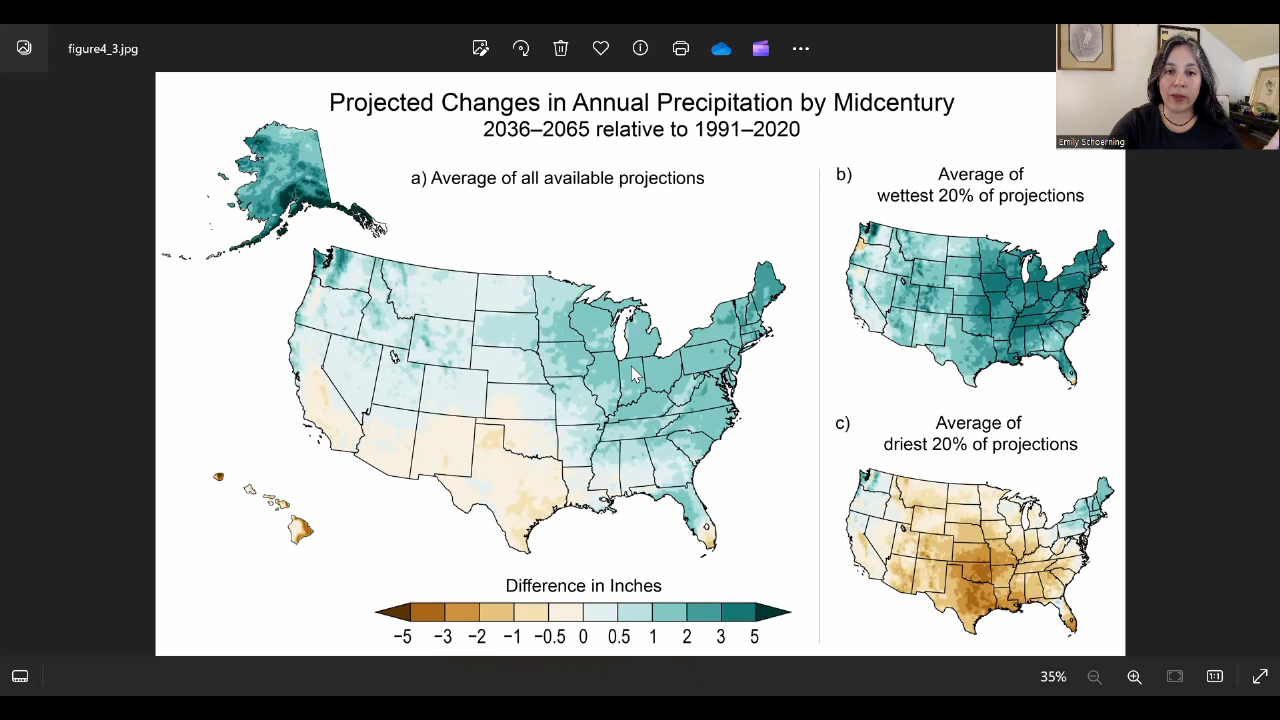 figure4_3.jpg
Emily Schoerning
Projected Changes in Annual Precipitation by Midcentury
2036–2065 relative to 1991–2020
a) Average of all available projections
b) Average of
wettest 20% of projections
c) Average of
driest 20% of projections
Difference in Inches
−5 −3 −2 −1 −0.5 0 0.5 1 2 3 5
35%
1:1